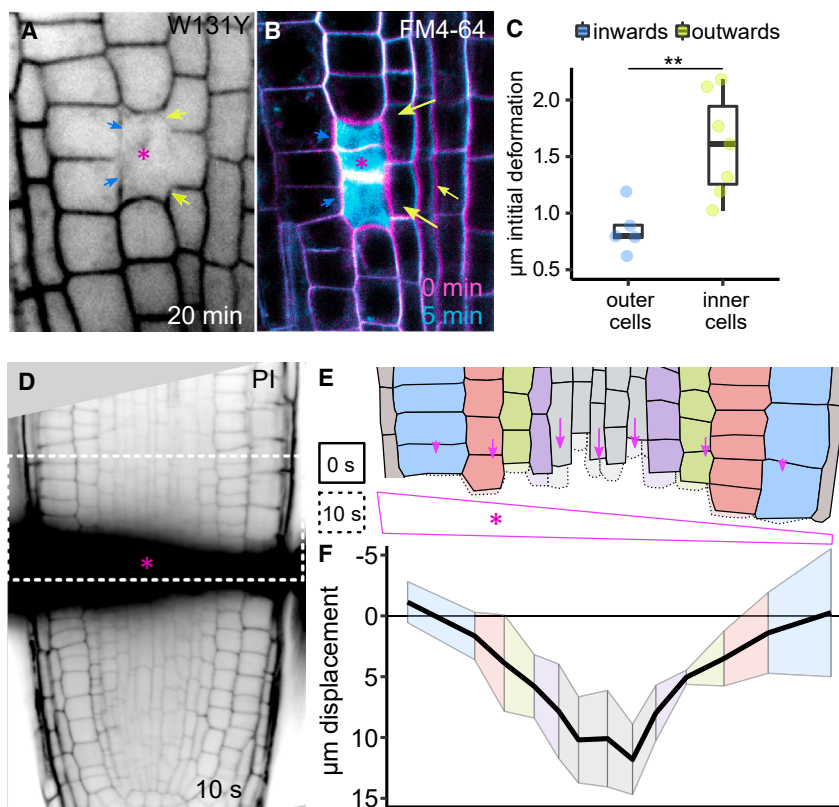 A W131Y
20 min
B FM4-64
0 min
5 min
C
inwards outwards
**
µm intitial deformation
2.0
1.5
1.0
0.5
outer cells
inner cells
*
*
D PI
*
10 s
E
0 s
10 s
*
F
µm displacement
-5
0
5
10
15